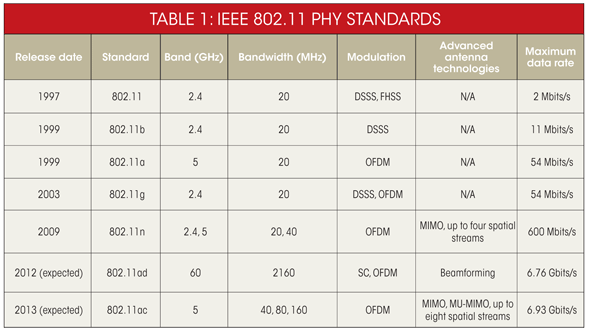 TABLE 1: IEEE 802.11 PHY STANDARDS
Release date Standard Band (GHz) Bandwidth (MHz) Modulation Advanced antenna technologies Maximum data rate
1997 802.11 2.4 20 DSSS, FHSS N/A 2 Mbits/s
1999 802.11b 2.4 20 DSSS N/A 11 Mbits/s
1999 802.11a 5 20 OFDM N/A 54 Mbits/s
2003 802.11g 2.4 20 DSSS, OFDM N/A 54 Mbits/s
2009 802.11n 2.4, 5 20, 40 OFDM MIMO, up to four spatial streams 600 Mbits/s
2012 (expected) 802.11ad 60 2160 SC, OFDM Beamforming 6.76 Gbits/s
2013 (expected) 802.11ac 5 40, 80, 160 OFDM MIMO, MU-MIMO, up to eight spatial streams 6.93 Gbits/s